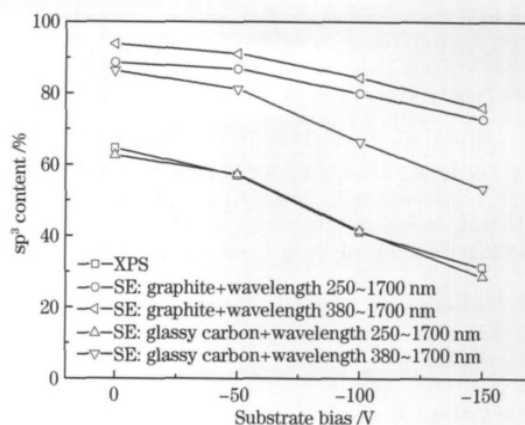 100
80
60
40
20
0
sp³ content /%
XPS
SE: graphite+wavelength 250~1700 nm
SE: graphite+wavelength 380~1700 nm
SE: glassy carbon+wavelength 250~1700 nm
SE: glassy carbon+wavelength 380~1700 nm
0
-50
-100
-150
Substrate bias /V